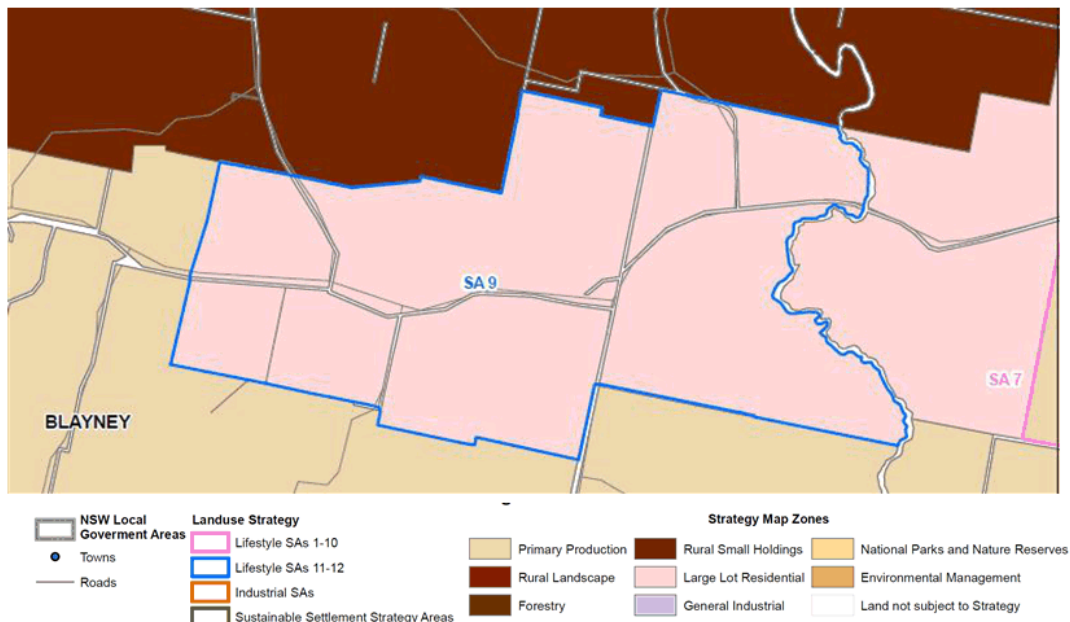 SA 9
SA 7
BLAYNEY
NSW Local
Goverment Areas
Towns
Roads
Landuse Strategy
Lifestyle SAs 1-10
Lifestyle SAs 11-12
Industrial SAs
Sustainable Settlement Strategy Areas
Strategy Map Zones
Primary Production
Rural Landscape
Forestry
Rural Small Holdings
Large Lot Residential
General Industrial
National Parks and Nature Reserves
Environmental Management
Land not subject to Strategy